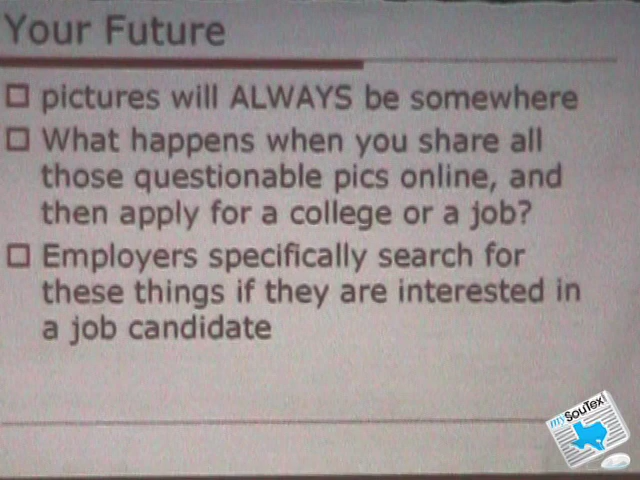 Your Future
pictures will ALWAYS be somewhere
What happens when you share all
those questionable pics online, and
then apply for a college or a job?
Employers specifically search for
these things if they are interested in
a job candidate
mySouTex!